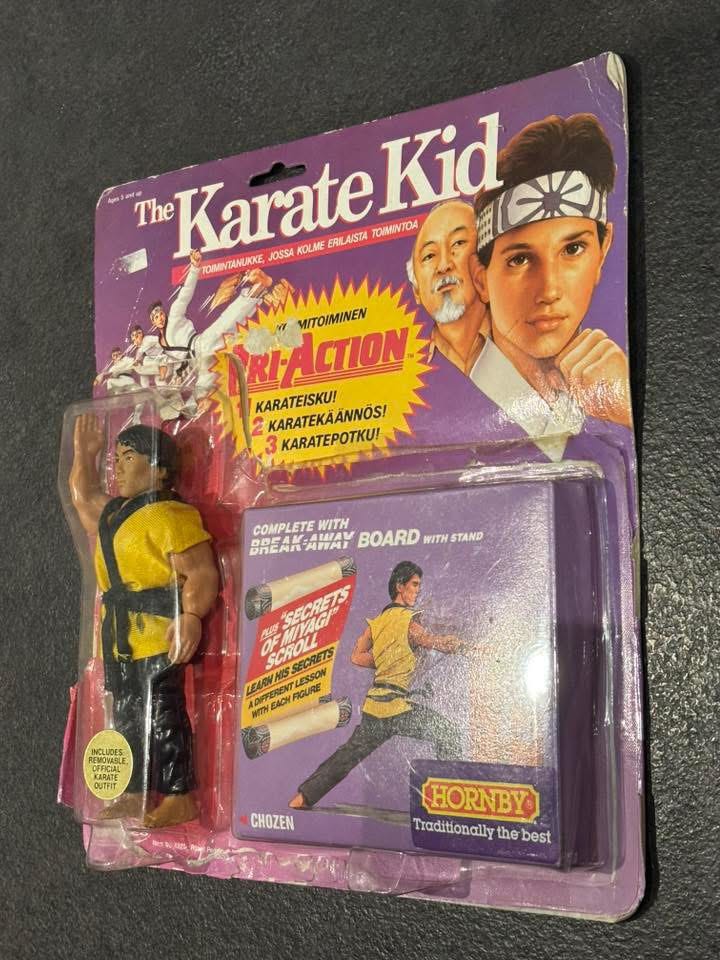 Ages 5 and up
The Karate Kid
TOIMINTANUKKE, JOSSA KOLME ERILAISTA TOIMINTOA
MITOIMINEN
TRI-ACTION™
KARATEISKU!
2 KARATEKÄÄNNÖS!
3 KARATEPOTKU!
COMPLETE WITH
BREAK-AWAY BOARD WITH STAND
PLUS "SECRETS
OF MIYAGI"
SCROLL
LEARN HIS SECRETS
A DIFFERENT LESSON
WITH EACH FIGURE
INCLUDES
REMOVABLE,
OFFICIAL
KARATE
OUTFIT
CHOZEN
HORNBY®
Traditionally the best